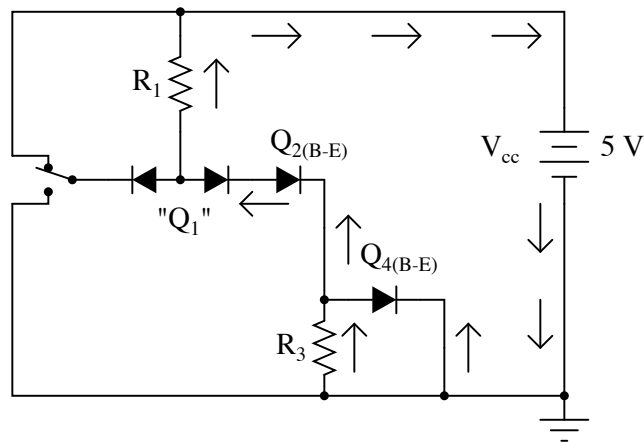 R1
Q2(B-E)
Vcc 5 V
"Q1"
Q4(B-E)
R3